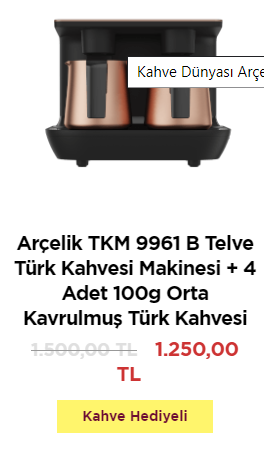 Kahve Dünyası Arçe
Arçelik TKM 9961 B Telve
Türk Kahvesi Makinesi + 4
Adet 100g Orta
Kavrulmuş Türk Kahvesi
1.500,00 TL 1.250,00
TL
Kahve Hediyeli